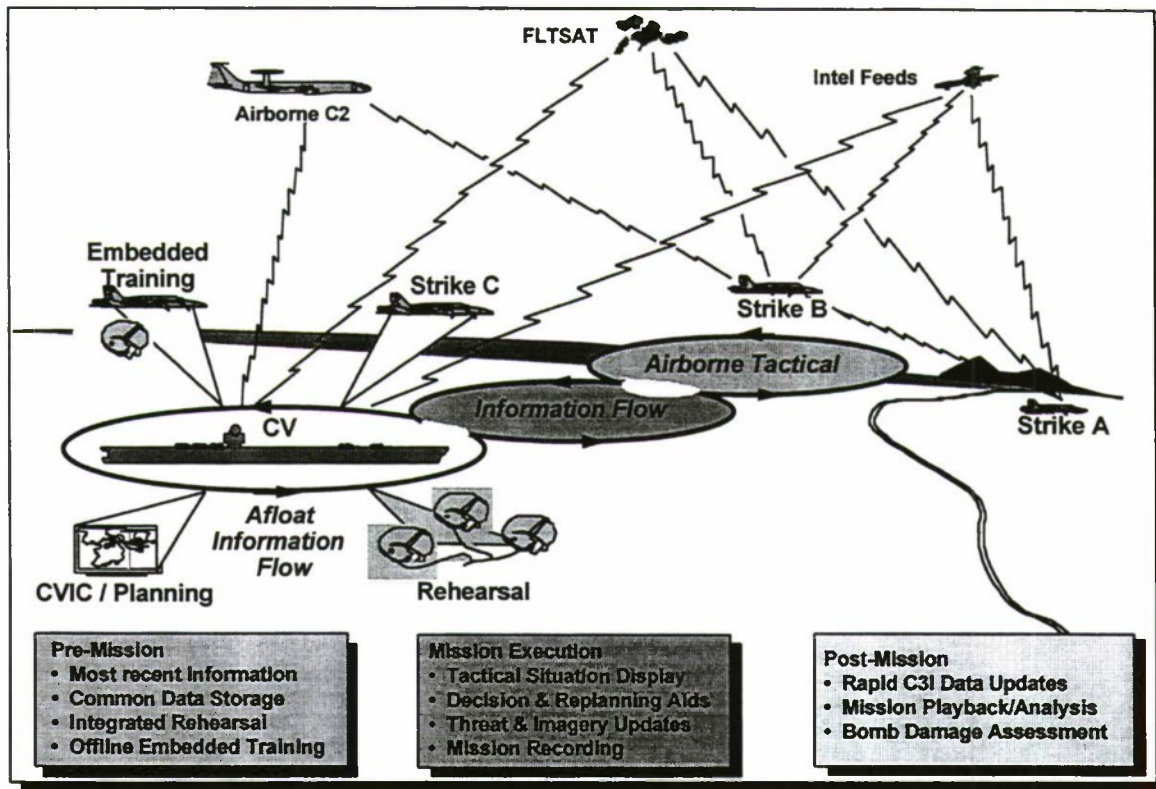 FLTSAT
Intel Feeds
Airborne C2
Embedded
Training
Strike C
Strike B
Airborne Tactical
Information Flow
CV
Strike A
Afloat
Information
Flow
CVIC / Planning
Rehearsal
Pre-Mission
• Most recent Information
• Common Data Storage
• Integrated Rehearsal
• Offline Embedded Training
Mission Execution
• Tactical Situation Display
• Decision & Replanning Aids
• Threat & Imagery Updates
• Mission Recording
Post-Mission
• Rapid C3I Data Updates
• Mission Playback/Analysis
• Bomb Damage Assessment